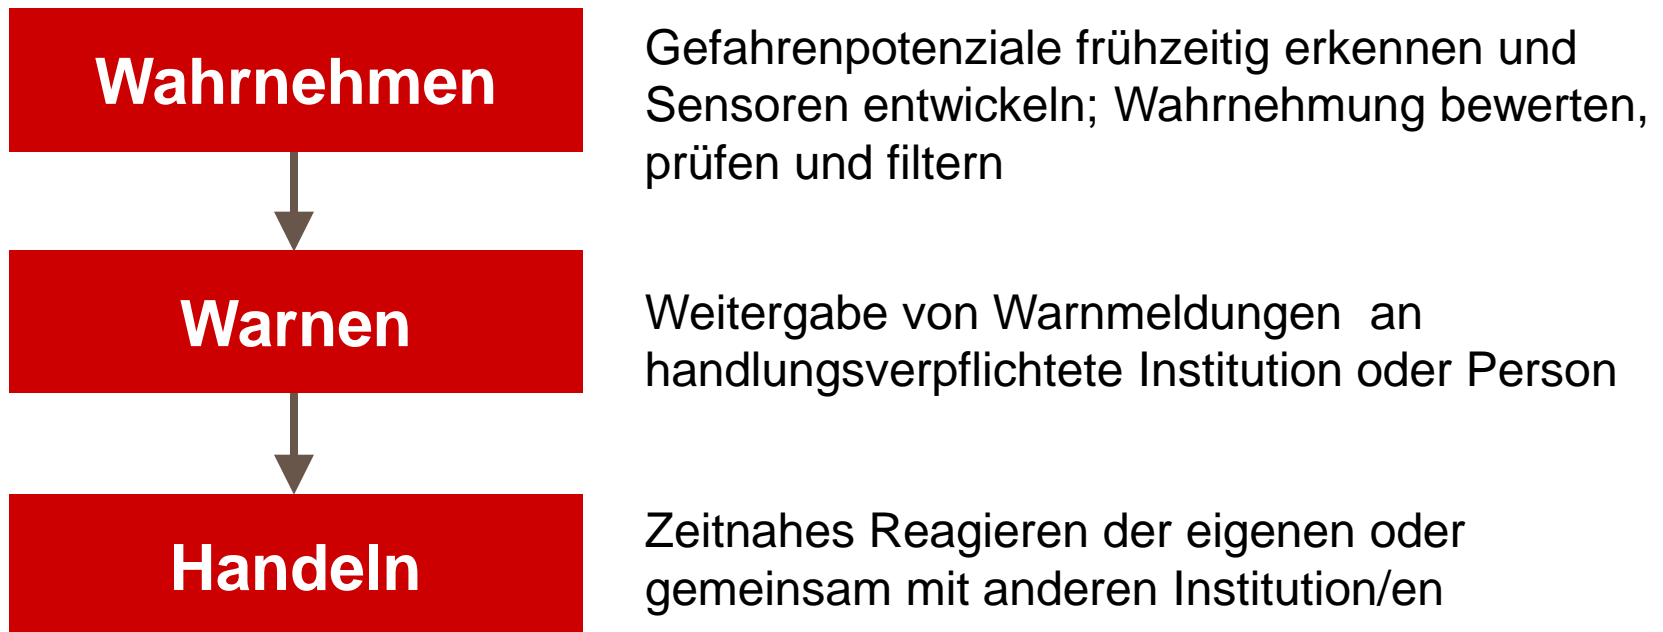 Wahrnehmen
Gefahrenpotenziale frühzeitig erkennen und
Sensoren entwickeln; Wahrnehmung bewerten,
prüfen und filtern
Warnen
Weitergabe von Warnmeldungen  an
handlungsverpflichtete Institution oder Person
Handeln
Zeitnahes Reagieren der eigenen oder
gemeinsam mit anderen Institution/en